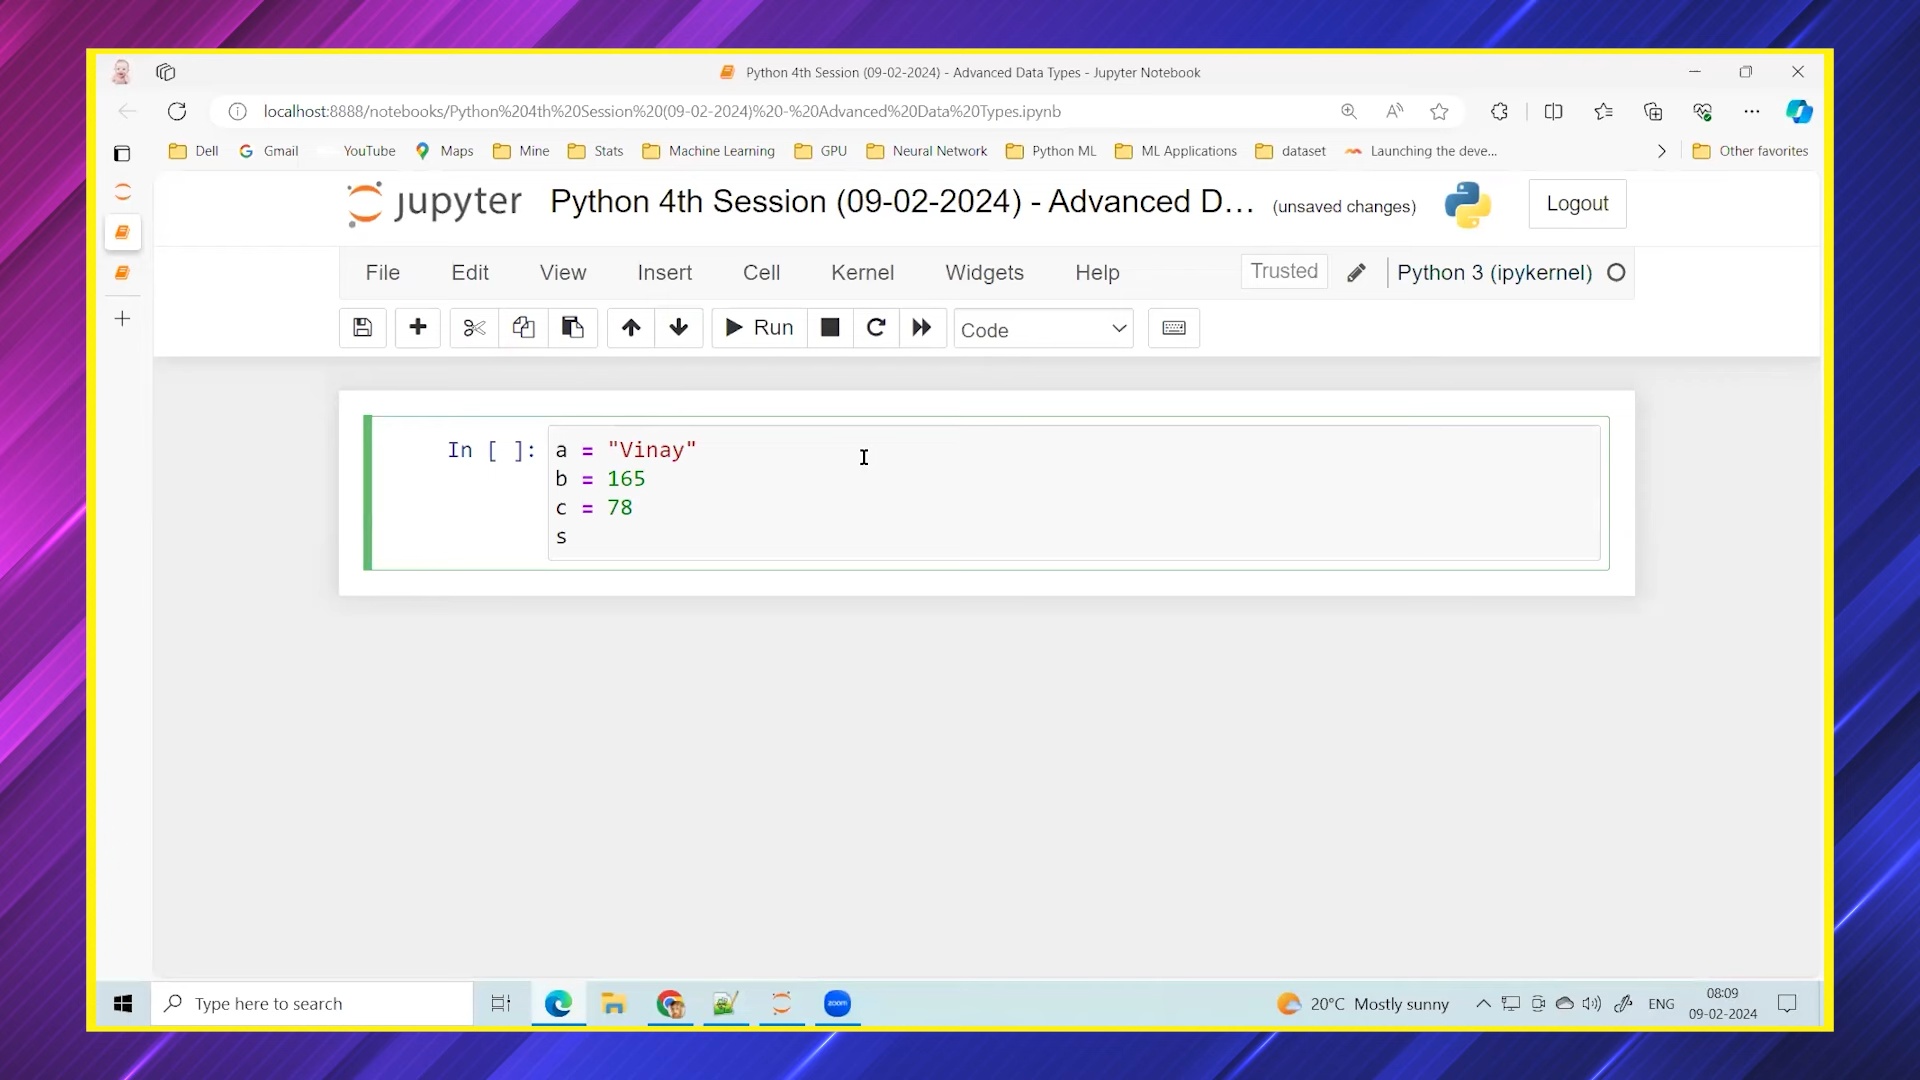 Python 4th Session (09-02-2024) - Advanced Data Types - Jupyter Notebook
localhost:8888/notebooks/Python%204th%20Session%20(09-02-2024)%20-%20Advanced%20Data%20Types.ipynb
Dell Gmail YouTube Maps Mine Stats Machine Learning GPU Neural Network Python ML ML Applications dataset Launching the deve... Other favorites
jupyter Python 4th Session (09-02-2024) - Advanced D... (unsaved changes) Logout
File Edit View Insert Cell Kernel Widgets Help Trusted Python 3 (ipykernel)
Run Code
In [ ]: a = "Vinay"
b = 165
c = 78
s
Type here to search zoom 20°C Mostly sunny ENG 08:09
09-02-2024